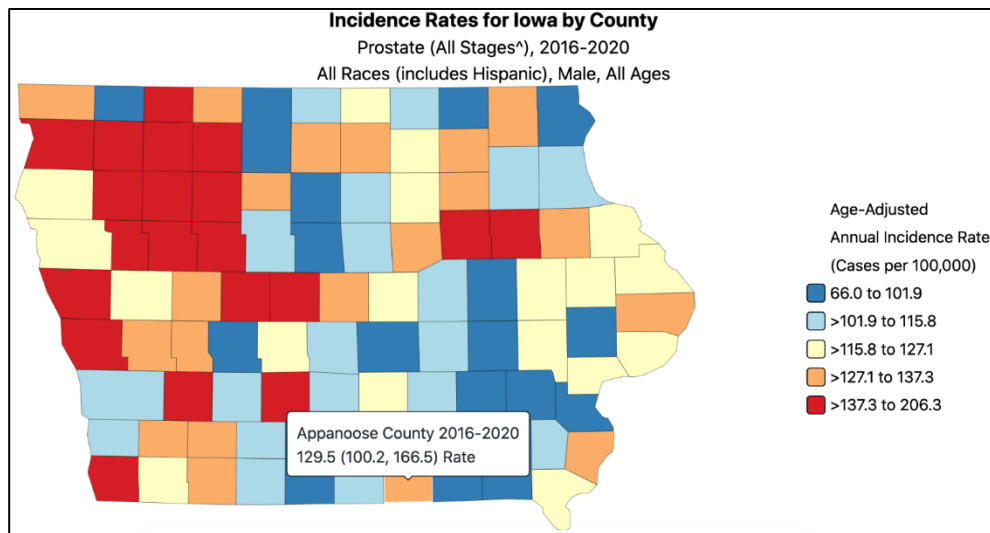 Incidence Rates for Iowa by County
Prostate (All Stages^), 2016-2020
All Races (includes Hispanic), Male, All Ages
Age-Adjusted
Annual Incidence Rate
(Cases per 100,000)
66.0 to 101.9
>101.9 to 115.8
>115.8 to 127.1
>127.1 to 137.3
>137.3 to 206.3
Appanoose County 2016-2020
129.5 (100.2, 166.5) Rate